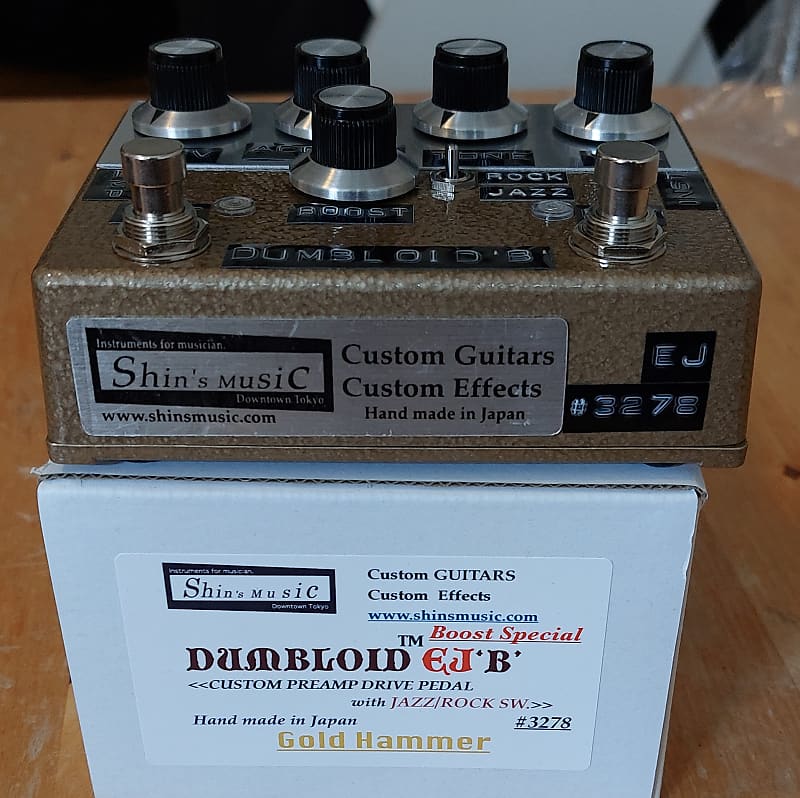 TONE
ROCK
JAZZ
BOOST
DUMBLOID 'B'
Instruments for musician.
Shin's Music
Downtown Tokyo
www.shinsmusic.com
Custom Guitars
Custom Effects
Hand made in Japan
EJ
#3278
Instruments for musician.
Shin's Music
Downtown Tokyo
Custom GUITARS
Custom Effects
www.shinsmusic.com
TM Boost Special
DUMBLOID EJ'B'
<<CUSTOM PREAMP DRIVE PEDAL
with JAZZ/ROCK SW.>>
Hand made in Japan #3278
Gold Hammer